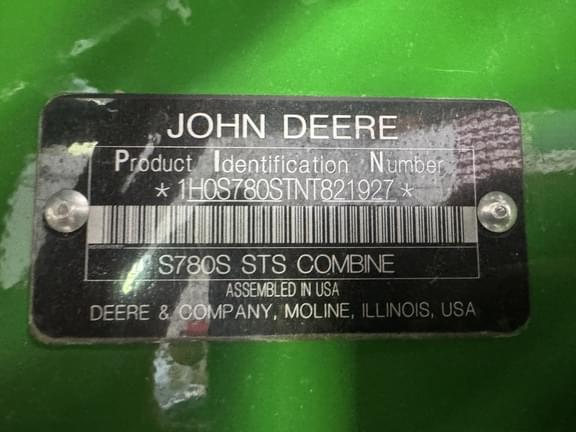 JOHN DEERE
Product Identification Number
*1H0S780STNT821927*
S780S STS COMBINE
ASSEMBLED IN USA
DEERE & COMPANY, MOLINE, ILLINOIS, USA